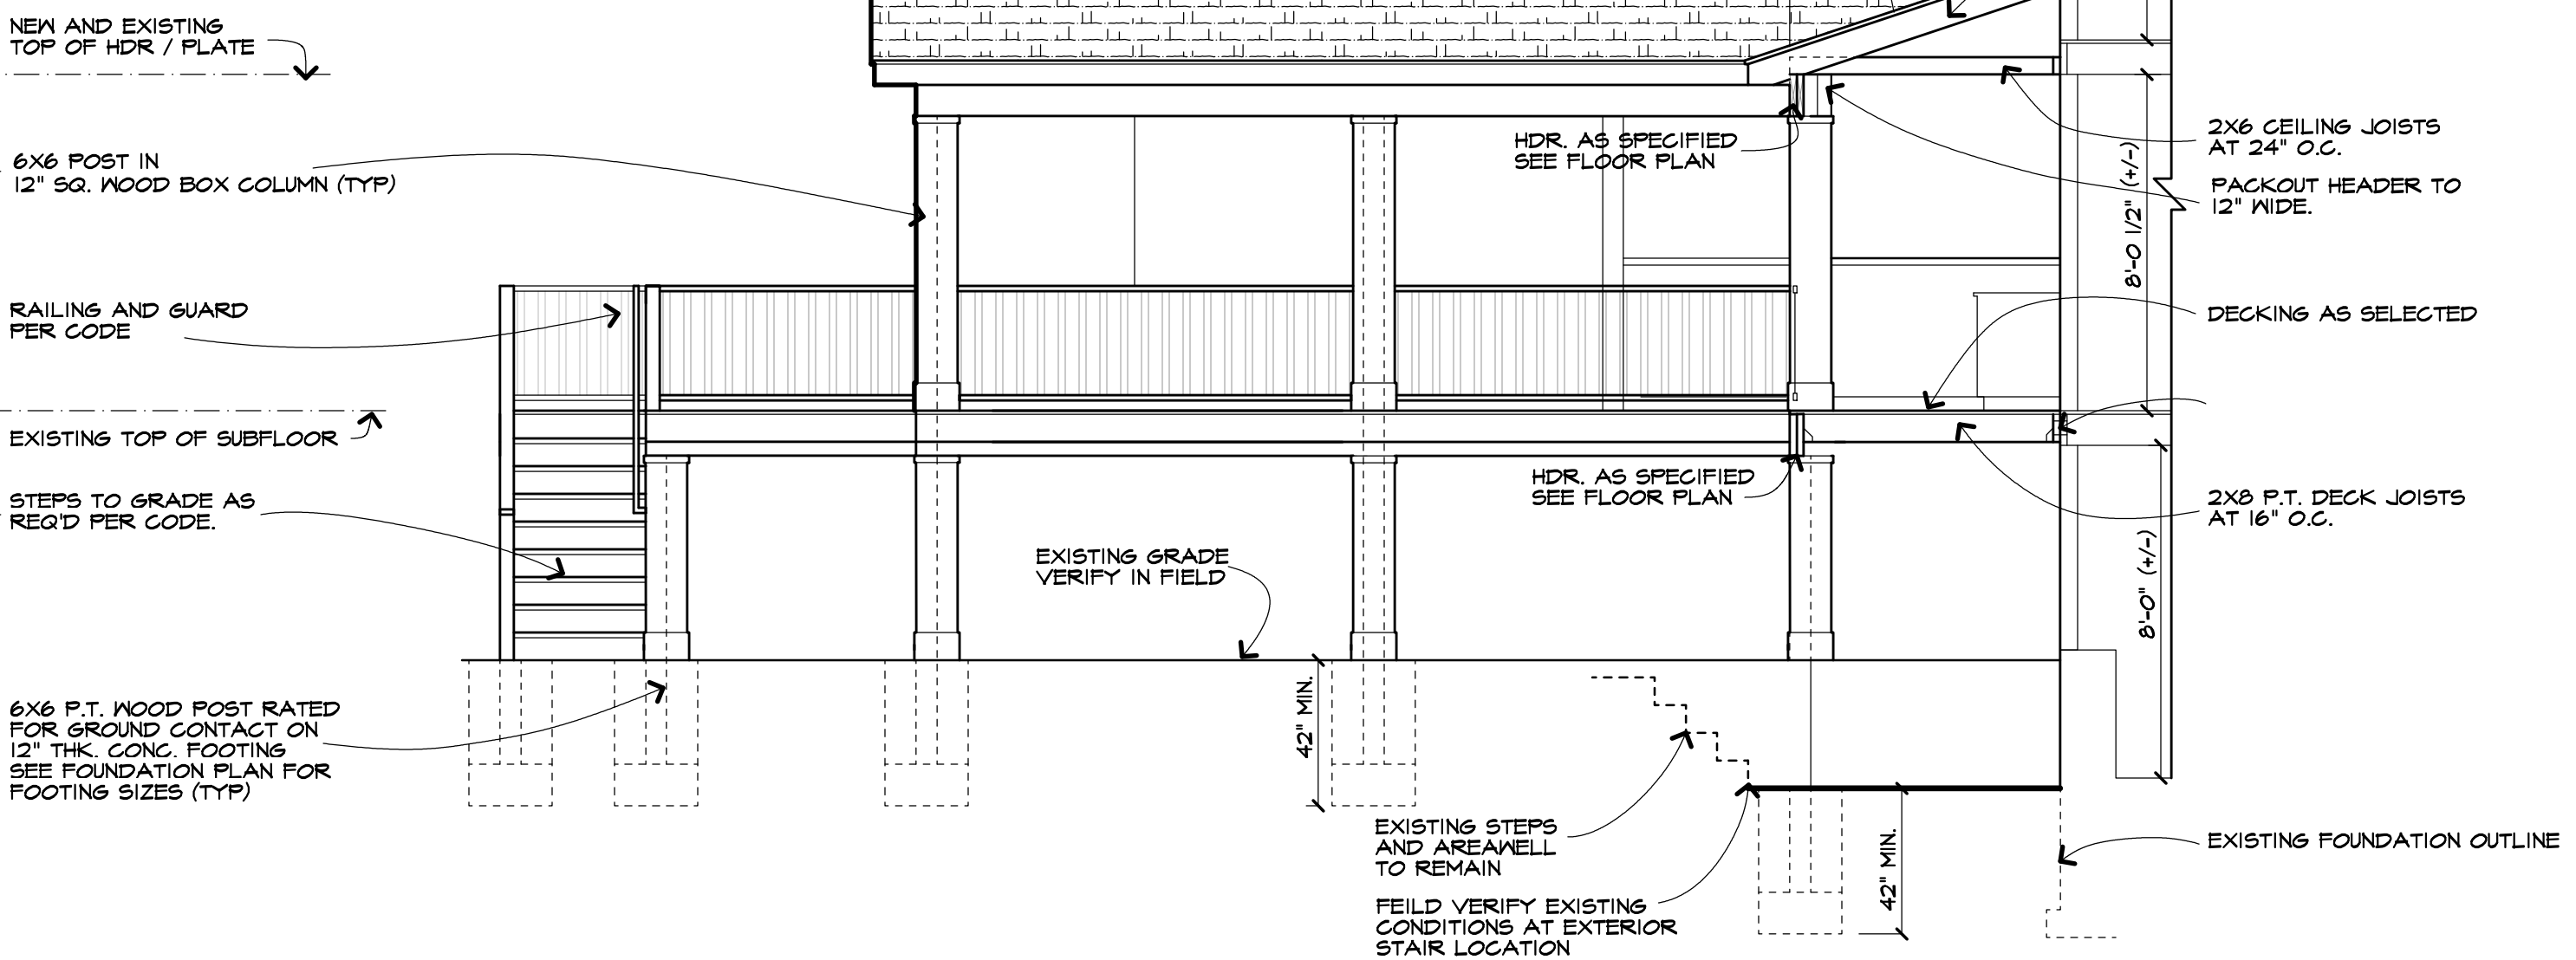 NEW AND EXISTING
TOP OF HDR / PLATE
6X6 POST IN
12" SQ. WOOD BOX COLUMN (TYP)
RAILING AND GUARD
PER CODE
EXISTING TOP OF SUBFLOOR
STEPS TO GRADE AS
REQ'D PER CODE.
6X6 P.T. WOOD POST RATED
FOR GROUND CONTACT ON
12" THK. CONC. FOOTING
SEE FOUNDATION PLAN FOR
FOOTING SIZES (TYP)
HDR. AS SPECIFIED
SEE FLOOR PLAN
HDR. AS SPECIFIED
SEE FLOOR PLAN
EXISTING GRADE
VERIFY IN FIELD
42" MIN.
EXISTING STEPS
AND AREAWELL
TO REMAIN
FEILD VERIFY EXISTING
CONDITIONS AT EXTERIOR
STAIR LOCATION
42" MIN.
8'-0 1/2" (+/-)
8'-0" (+/-)
2X6 CEILING JOISTS
AT 24" O.C.
PACKOUT HEADER TO
12" WIDE.
DECKING AS SELECTED
2X8 P.T. DECK JOISTS
AT 16" O.C.
EXISTING FOUNDATION OUTLINE